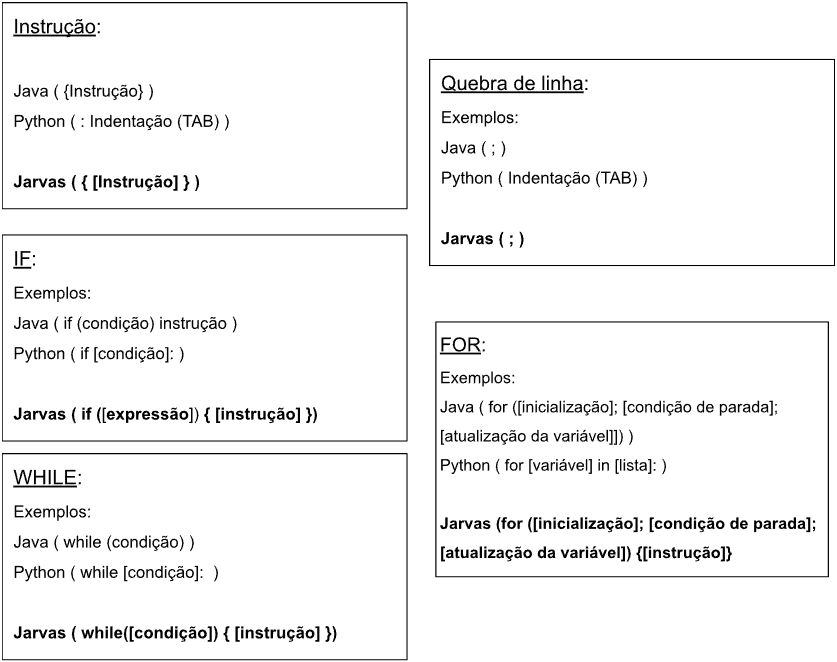 Instrução:
Java ( {Instrução} )
Python ( : Indentação (TAB) )
Jarvas ( { [Instrução] } )
IF:
Exemplos:
Java ( if (condição) instrução )
Python ( if [condição]: )
Jarvas ( if ([expressão]) { [instrução] })
WHILE:
Exemplos:
Java ( while (condição) )
Python ( while [condição]: )
Jarvas ( while([condição]) { [instrução] })
Quebra de linha:
Exemplos:
Java ( ; )
Python ( Indentação (TAB) )
Jarvas ( ; )
FOR:
Exemplos:
Java ( for ([inicialização]; [condição de parada];
[atualização da variável]]) )
Python ( for [variável] in [lista]: )
Jarvas (for ([inicialização]; [condição de parada];
[atualização da variável]) {[instrução]}